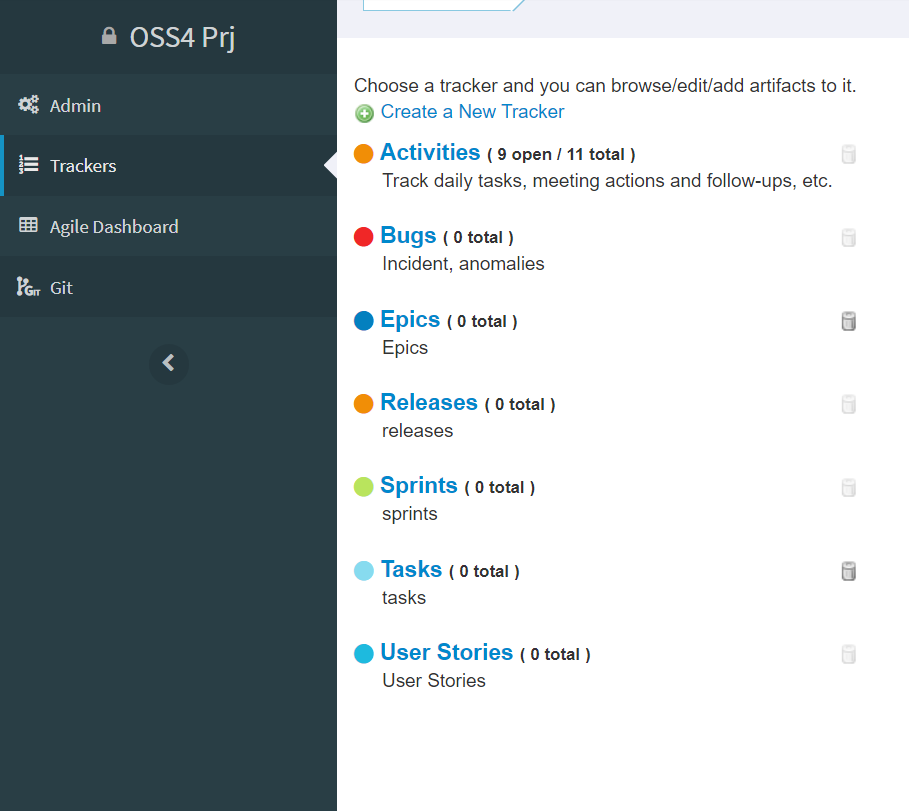 OSS4 Prj
Admin
Trackers
Agile Dashboard
Git
Choose a tracker and you can browse/edit/add artifacts to it.
Create a New Tracker
Activities ( 9 open / 11 total )
Track daily tasks, meeting actions and follow-ups, etc.
Bugs ( 0 total )
Incident, anomalies
Epics ( 0 total )
Epics
Releases ( 0 total )
releases
Sprints ( 0 total )
sprints
Tasks ( 0 total )
tasks
User Stories ( 0 total )
User Stories